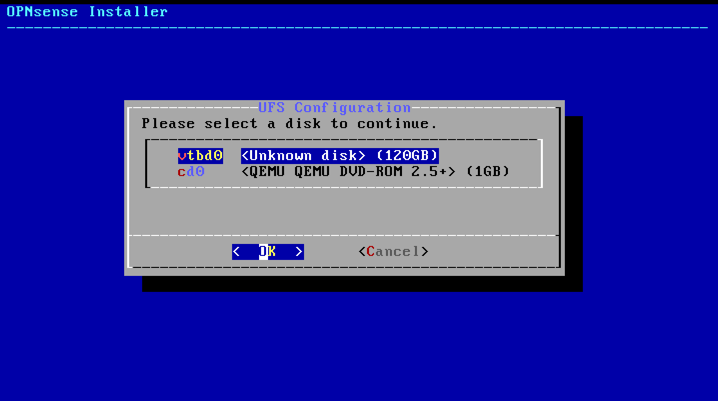 OPNsense Installer
UFS Configuration
Please select a disk to continue.
vtbd0 <Unknown disk> (120GB)
cd0 <QEMU QEMU DVD-ROM 2.5+> (1GB)
< OK > <Cancel>